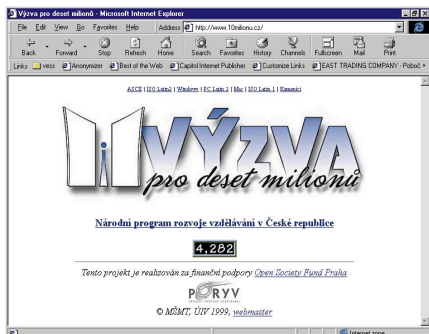 Výzva pro deset milionů - Microsoft Internet Explorer
File Edit View Go Favorites Help Address http://www.10milionu.cz/
Back Forward Stop Refresh Home Search Favorites History Channels Fullscreen Mail Print
Links vess Anonymizer Best of the Web Capitol Internet Publisher Customize Links EAST TRADING COMPANY - Poboč
ASCII | ISO Latin2 | Windows | PC Latin 2 | Mac | ISO Latin 1 | Kamenici
VÝZVA
pro deset milionů
Národní program rozvoje vzdělávání v České republice
4,282
Tento projekt je realizován za finanční podpory Open Society Fund Praha
PORYV
© MŠMT, ÚIV 1999, webmaster
Internet zone